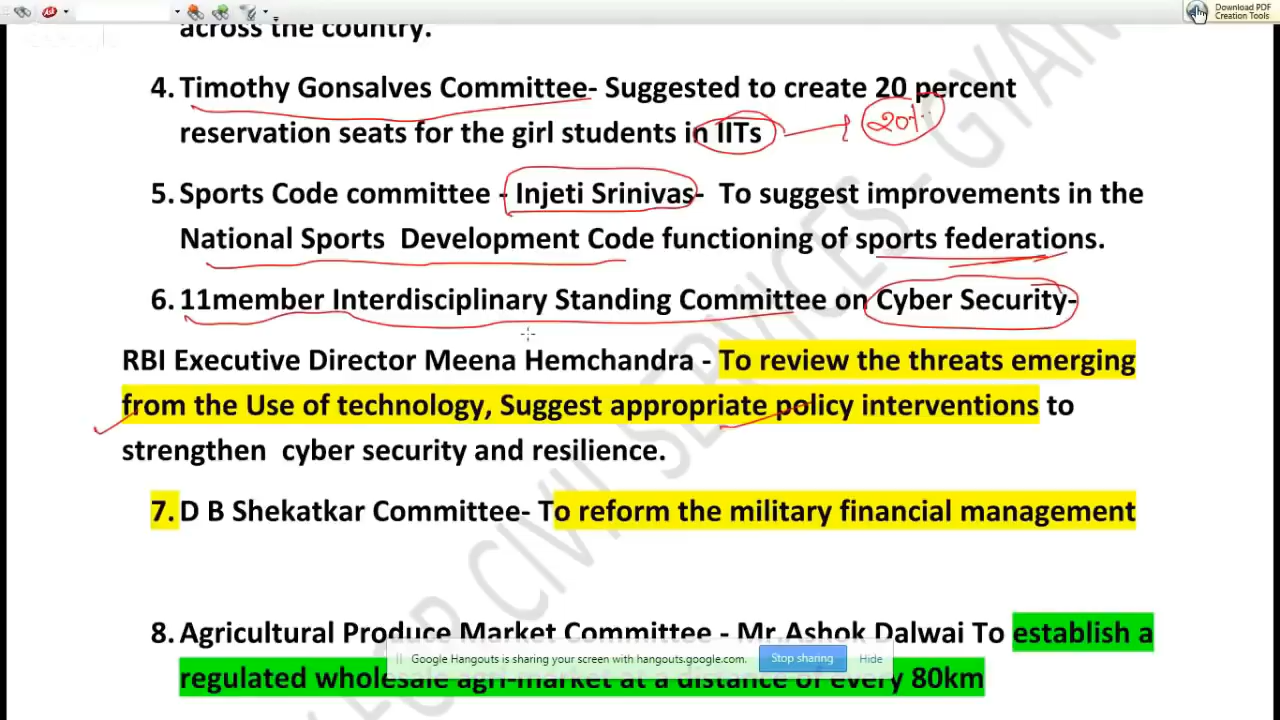 Download PDF
Creation Tools
across the country.
4. Timothy Gonsalves Committee- Suggested to create 20 percent
reservation seats for the girl students in IITs
20%
5. Sports Code committee - Injeti Srinivas- To suggest improvements in the
National Sports Development Code functioning of sports federations.
6. 11member Interdisciplinary Standing Committee on Cyber Security-
RBI Executive Director Meena Hemchandra - To review the threats emerging
from the Use of technology, Suggest appropriate policy interventions to
strengthen cyber security and resilience.
7. D B Shekatkar Committee- To reform the military financial management
8. Agricultural Produce Market Committee - Mr.Ashok Dalwai To establish a
Google Hangouts is sharing your screen with hangouts.google.com. Stop sharing Hide
regulated wholesale agri-market at a distance of every 80km
FOR CIVIL SERVICES - GYAN